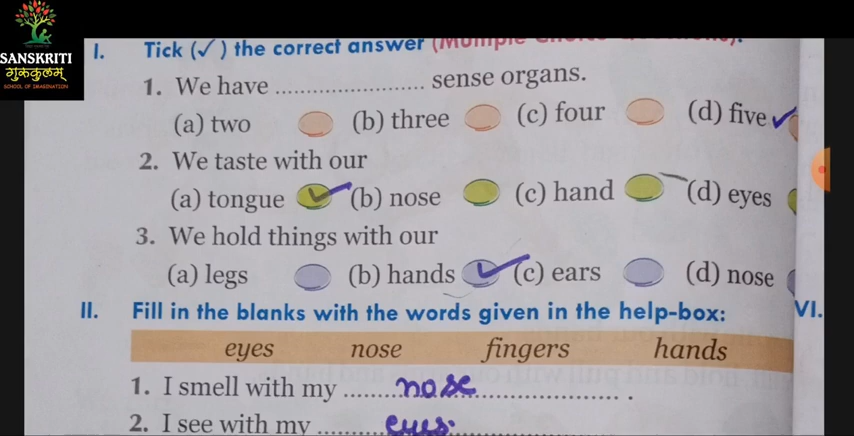 SANSKRITI
गुरुकुलम्
SCHOOL OF IMAGINATION
I. Tick (✓) the correct answer
1. We have ........................ sense organs.
(a) two (b) three (c) four (d) five ✓
2. We taste with our
(a) tongue ✓ (b) nose (c) hand (d) eyes
3. We hold things with our
(a) legs (b) hands ✓ (c) ears (d) nose
II. Fill in the blanks with the words given in the help-box: VI.
eyes nose fingers hands
1. I smell with my ........nose........................ .
2. I see with my ..........eyes.